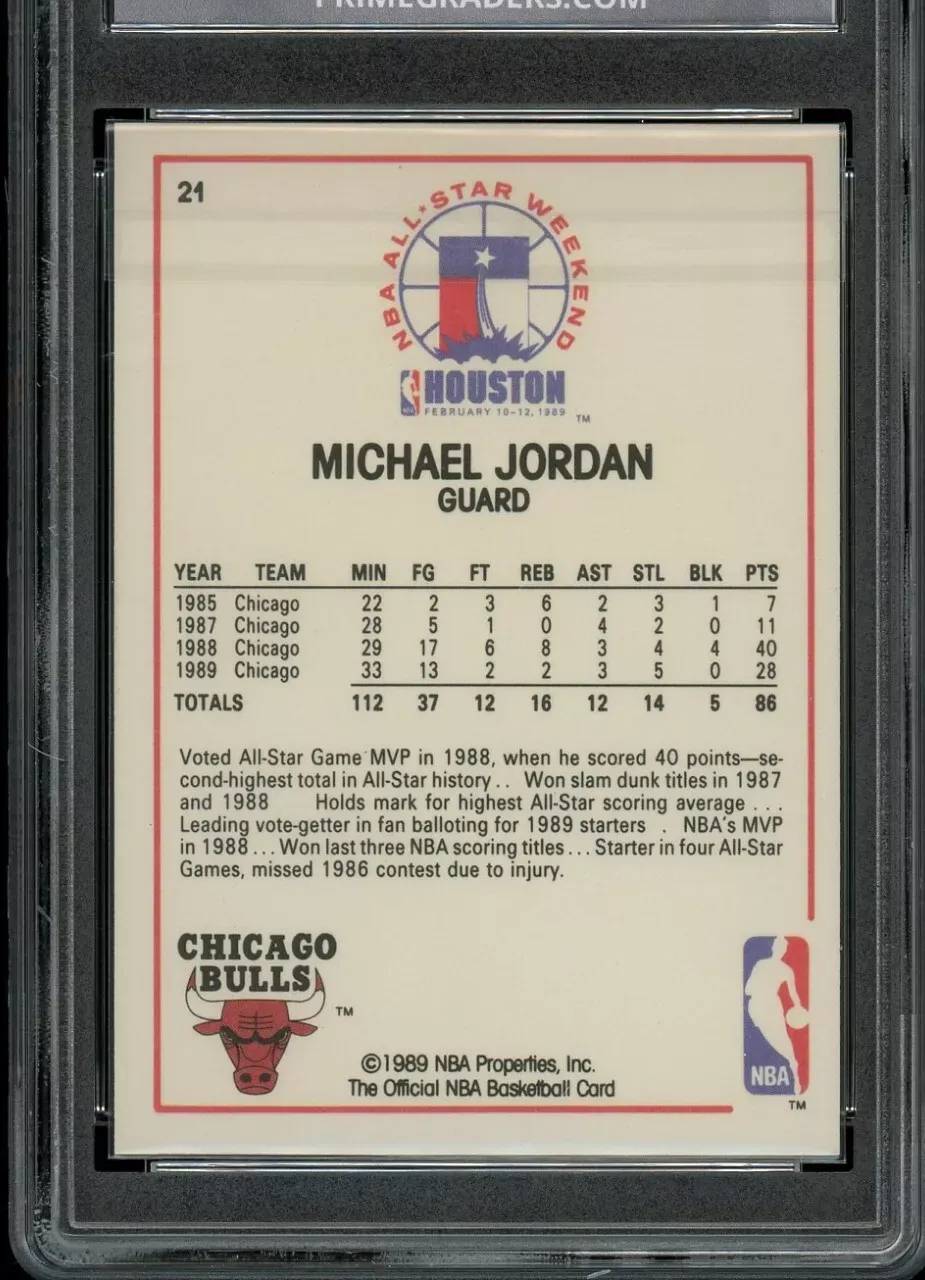 PRIMEGRADERS.COM
21
NBA ALL★STAR WEEKEND
NBA HOUSTON
FEBRUARY 10-12, 1989 ™
MICHAEL JORDAN
GUARD
YEAR TEAM MIN FG FT REB AST STL BLK PTS
1985 Chicago 22 2 3 6 2 3 1 7
1987 Chicago 28 5 1 0 4 2 0 11
1988 Chicago 29 17 6 8 3 4 4 40
1989 Chicago 33 13 2 2 3 5 0 28
TOTALS 112 37 12 16 12 14 5 86
Voted All-Star Game MVP in 1988, when he scored 40 points—se-
cond-highest total in All-Star history . . Won slam dunk titles in 1987
and 1988 Holds mark for highest All-Star scoring average . . .
Leading vote-getter in fan balloting for 1989 starters . NBA's MVP
in 1988 . . . Won last three NBA scoring titles . . . Starter in four All-Star
Games, missed 1986 contest due to injury.
CHICAGO
BULLS
™
©1989 NBA Properties, Inc.
The Official NBA Basketball Card
NBA
™